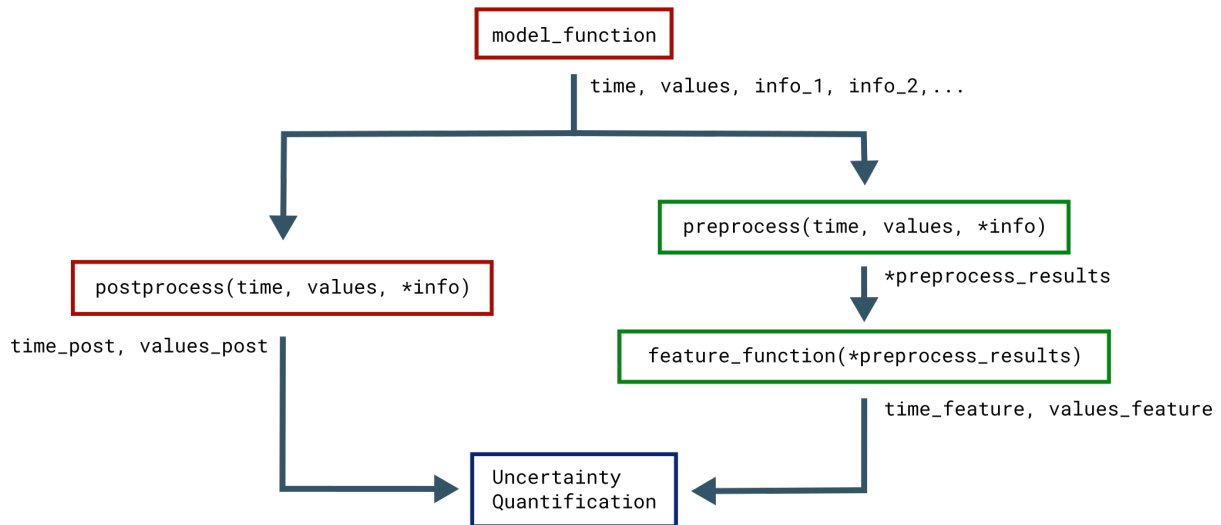 model_function
time, values, info_1, info_2,...
preprocess(time, values, *info)
postprocess(time, values, *info)
*preprocess_results
time_post, values_post
feature_function(*preprocess_results)
time_feature, values_feature
Uncertainty
Quantification